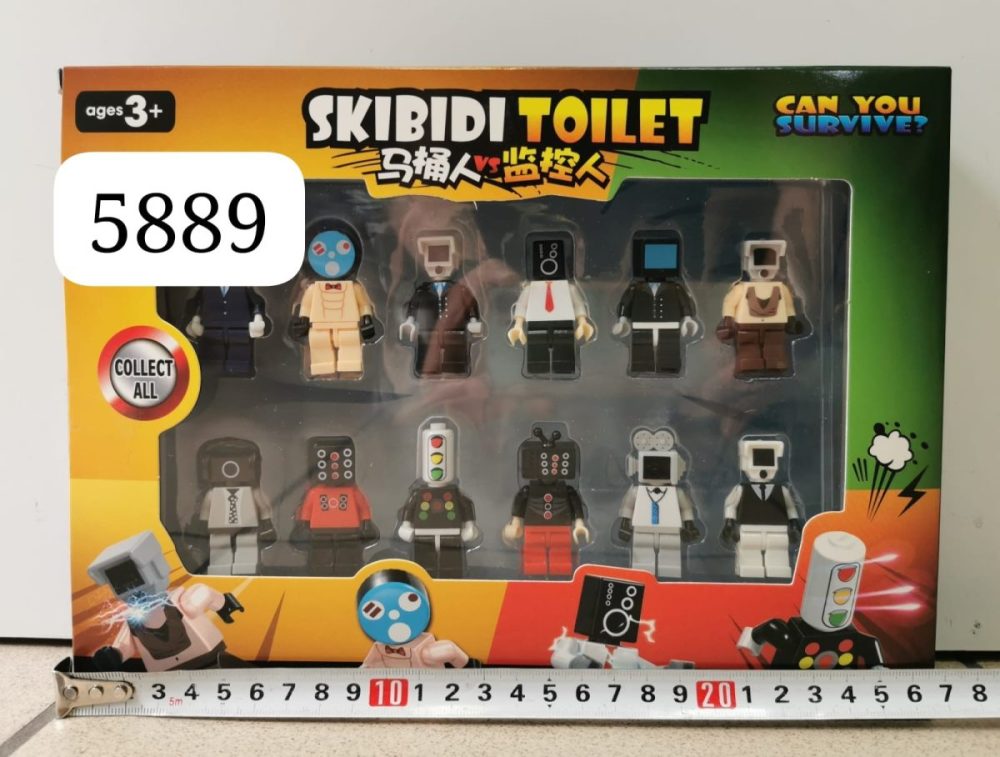 ages 3+
SKIBIDI TOILET
马桶人 VS 监控人
CAN YOU
SURVIVE?
5889
COLLECT
ALL
3 4 5 6 7 8 9 10 1 2 3 4 5 6 7 8 9 20 1 2 3 4 5 6 7 8
5m